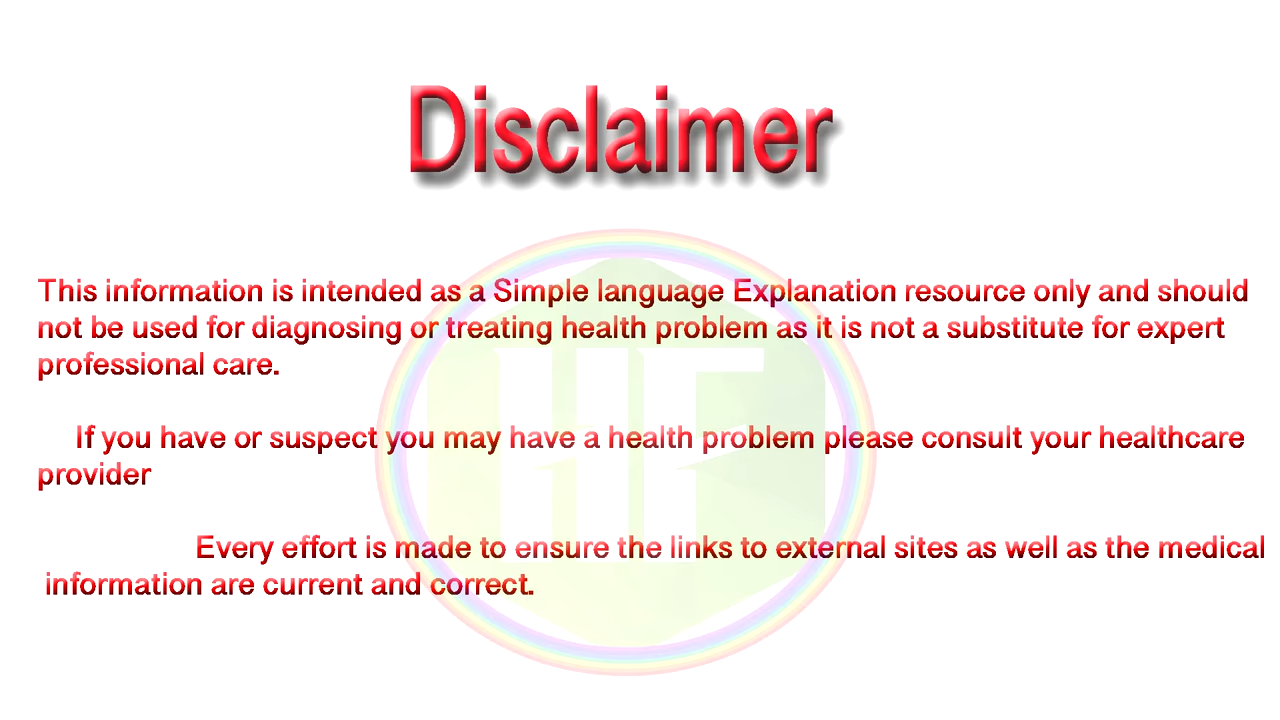 Disclaimer
This information is intended as a Simple language Explanation resource only and should
not be used for diagnosing or treating health problem as it is not a substitute for expert
professional care.
If you have or suspect you may have a health problem please consult your healthcare
provider
HF
Every effort is made to ensure the links to external sites as well as the medical
information are current and correct.